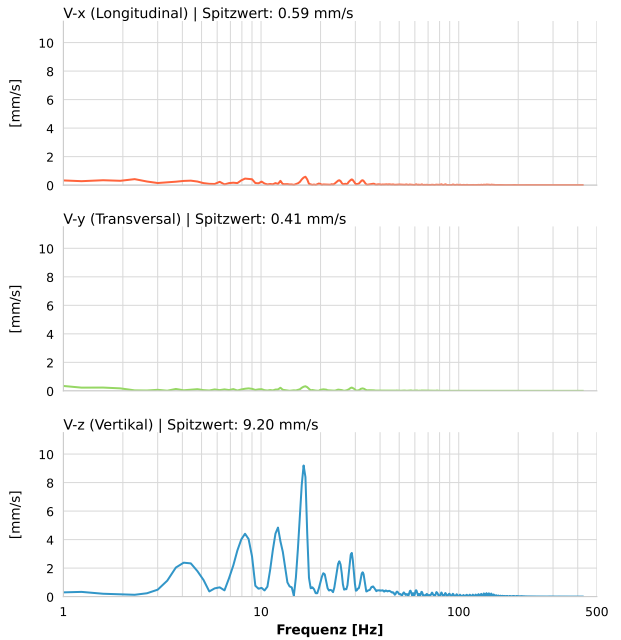 V-x (Longitudinal) | Spitzwert: 0.59 mm/s
10
8
6
4
2
0
[mm/s]
V-y (Transversal) | Spitzwert: 0.41 mm/s
10
8
6
4
2
0
[mm/s]
V-z (Vertikal) | Spitzwert: 9.20 mm/s
10
8
6
4
2
0
[mm/s]
1 10 100 500
Frequenz [Hz]